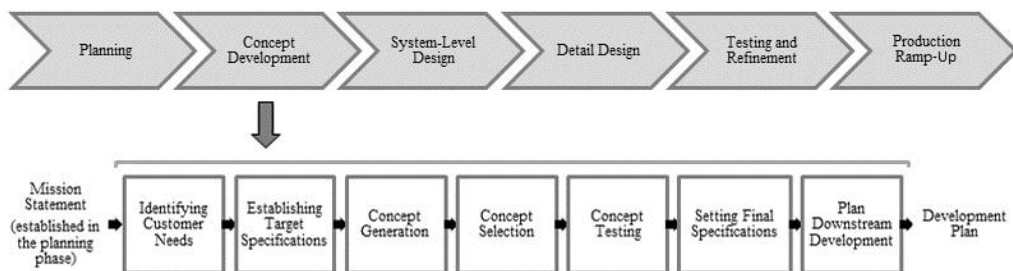 Planning
Concept
Development
System-Level
Design
Detail Design
Testing and
Refinement
Production
Ramp-Up
Mission
Statement
(established in
the planning
phase)
Identifying
Customer
Needs
Establishing
Target
Specifications
Concept
Generation
Concept
Selection
Concept
Testing
Setting Final
Specifications
Plan
Downstream
Development
Development
Plan